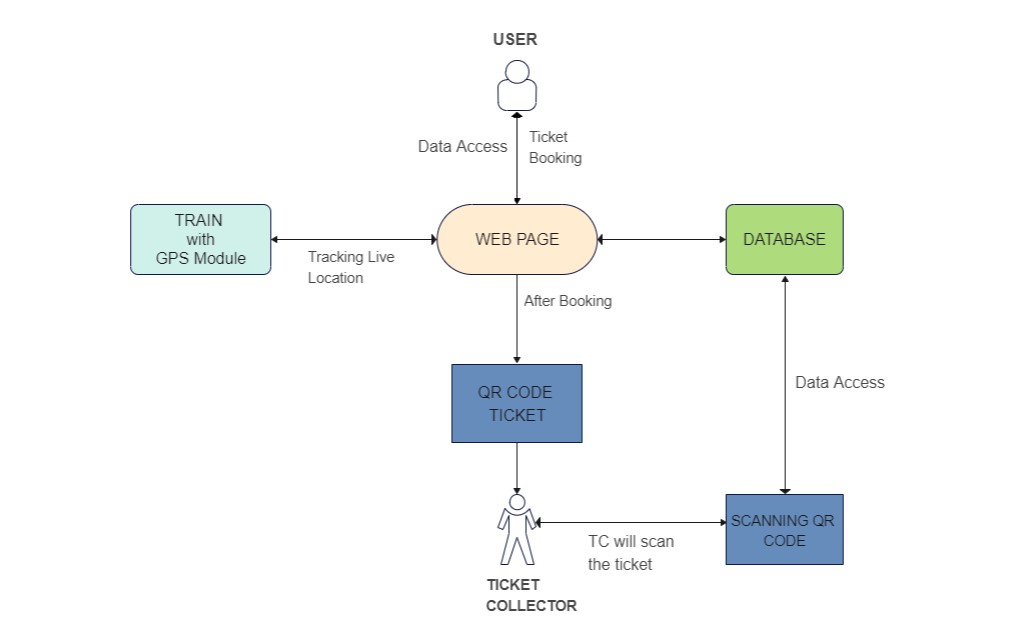 USER
Data Access
Ticket
Booking
TRAIN
with
GPS Module
Tracking Live
Location
WEB PAGE
DATABASE
After Booking
QR CODE
TICKET
Data Access
SCANNING QR
CODE
TC will scan
the ticket
TICKET
COLLECTOR